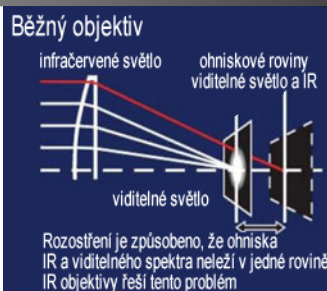 Běžný objektiv
infračervené světlo
ohniskové roviny
viditelné světlo a IR
viditelné světlo
Rozostření je způsobeno, že ohniska
IR a viditelného spektra neleží v jedné rovině
IR objektivy řeší tento problém